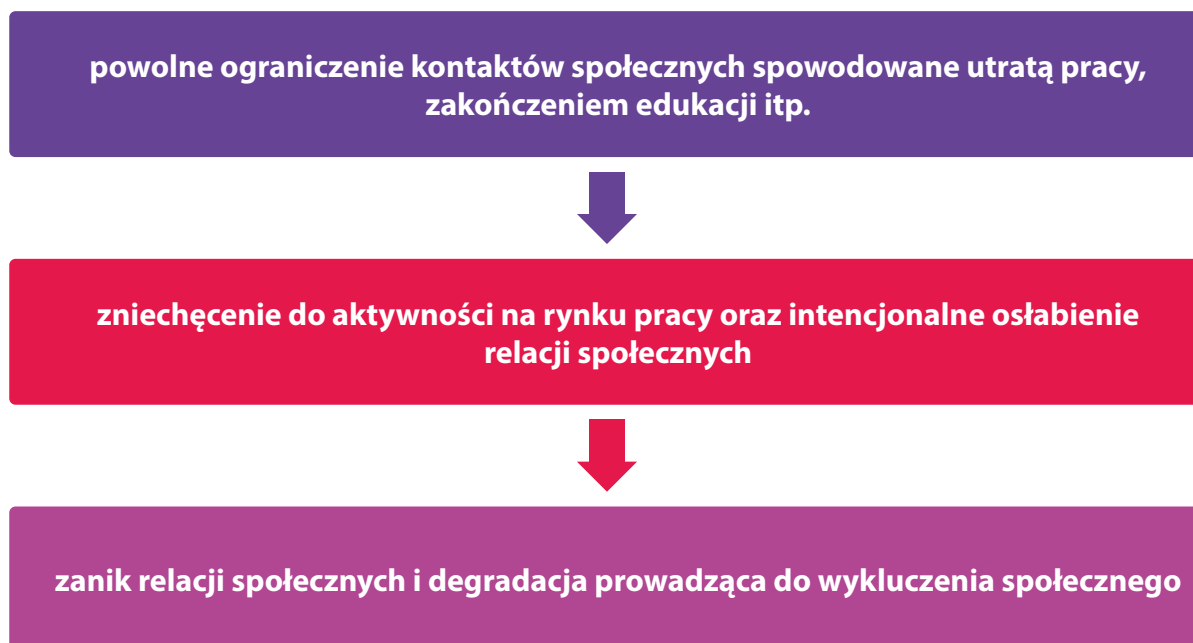 powolne ograniczenie kontaktów społecznych spowodowane utratą pracy,
zakończeniem edukacji itp.
zniechęcenie do aktywności na rynku pracy oraz intencjonalne osłabienie
relacji społecznych
zanik relacji społecznych i degradacja prowadząca do wykluczenia społecznego